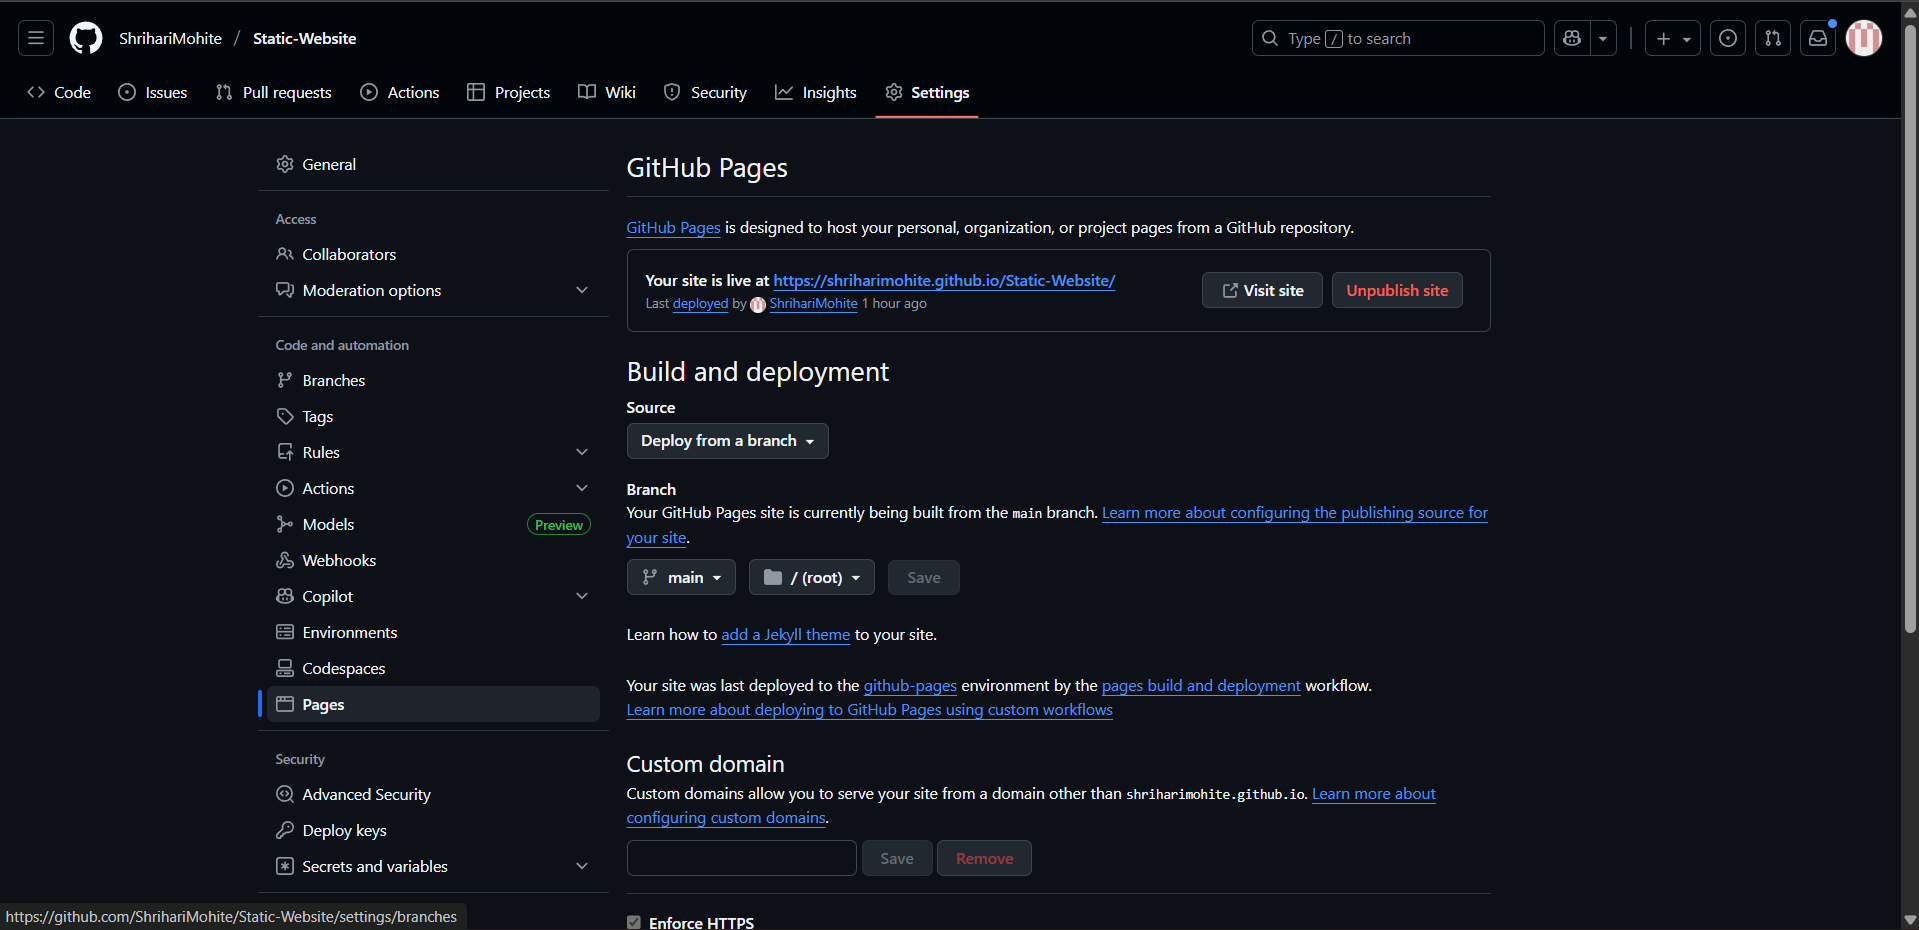 ShrihariMohite / Static-Website
Type / to search
Code
Issues
Pull requests
Actions
Projects
Wiki
Security
Insights
Settings
General
Access
Collaborators
Moderation options
Code and automation
Branches
Tags
Rules
Actions
Models Preview
Webhooks
Copilot
Environments
Codespaces
Pages
Security
Advanced Security
Deploy keys
Secrets and variables
GitHub Pages
GitHub Pages is designed to host your personal, organization, or project pages from a GitHub repository.
Your site is live at https://shriharimohite.github.io/Static-Website/
Last deployed by ShrihariMohite 1 hour ago
Visit site
Unpublish site
Build and deployment
Source
Deploy from a branch
Branch
Your GitHub Pages site is currently being built from the main branch. Learn more about configuring the publishing source for
your site.
main
/ (root)
Save
Learn how to add a Jekyll theme to your site.
Your site was last deployed to the github-pages environment by the pages build and deployment workflow.
Learn more about deploying to GitHub Pages using custom workflows
Custom domain
Custom domains allow you to serve your site from a domain other than shriharimohite.github.io. Learn more about
configuring custom domains.
Save
Remove
Enforce HTTPS
https://github.com/ShrihariMohite/Static-Website/settings/branches